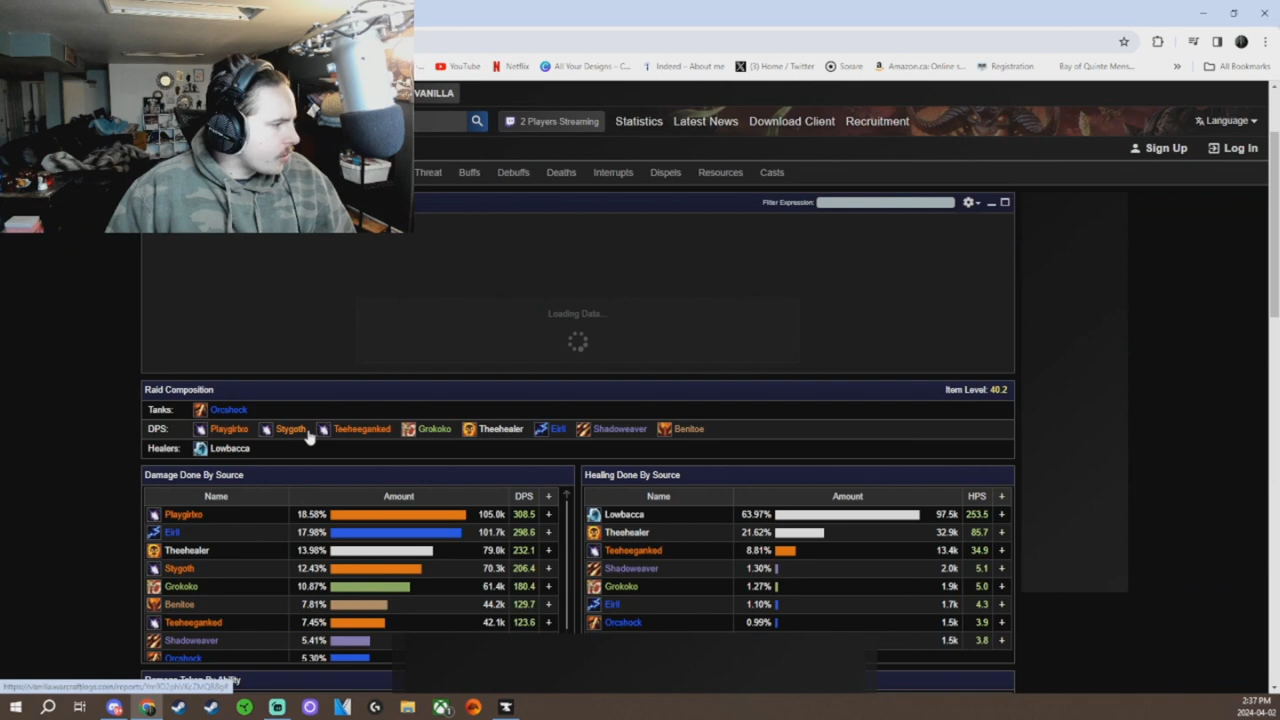 YouTube Netflix All Your Designs – C... Indeed – About me (3) Home / Twitter Sorare Amazon.ca: Online s... Registration Bay of Quinte Mens... » All Bookmarks
VANILLA
2 Players Streaming Statistics Latest News Download Client Recruitment Language
Sign Up Log In
Threat Buffs Debuffs Deaths Interrupts Dispels Resources Casts
Filter Expression:
Loading Data...
Raid Composition Item Level: 40.2
Tanks: Orcshock
DPS: Playgirlxo Stygoth Teeheeganked Grokoko Theehealer Eiril Shadoweaver Benitoe
Healers: Lowbacca
Damage Done By Source Healing Done By Source
Name Amount DPS + Name Amount HPS +
Playgirlxo 18.58% 105.0k 308.5 + Lowbacca 63.97% 97.5k 253.5 +
Eiril 17.98% 101.7k 298.6 + Theehealer 21.62% 32.9k 85.7 +
Theehealer 13.98% 79.0k 232.1 + Teeheeganked 8.81% 13.4k 34.9 +
Stygoth 12.43% 70.3k 206.4 + Shadoweaver 1.30% 2.0k 5.1 +
Grokoko 10.87% 61.4k 180.4 + Grokoko 1.27% 1.9k 5.0 +
Benitoe 7.81% 44.2k 129.7 + Eiril 1.10% 1.7k 4.3 +
Teeheeganked 7.45% 42.1k 123.6 + Orcshock 0.99% 1.5k 3.9 +
Shadoweaver 5.41% 1.5k 3.8 +
Orcshock 5.30%
Damage Taken By Ability
2:37 PM
2024-04-02